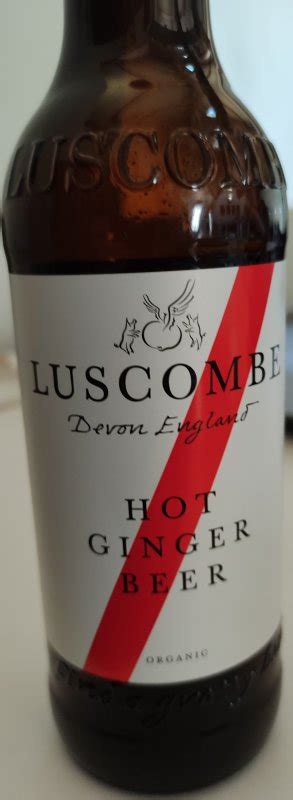 LUSCOMBE
LUSCOMBE
Devon England
HOT
GINGER
BEER
ORGANIC